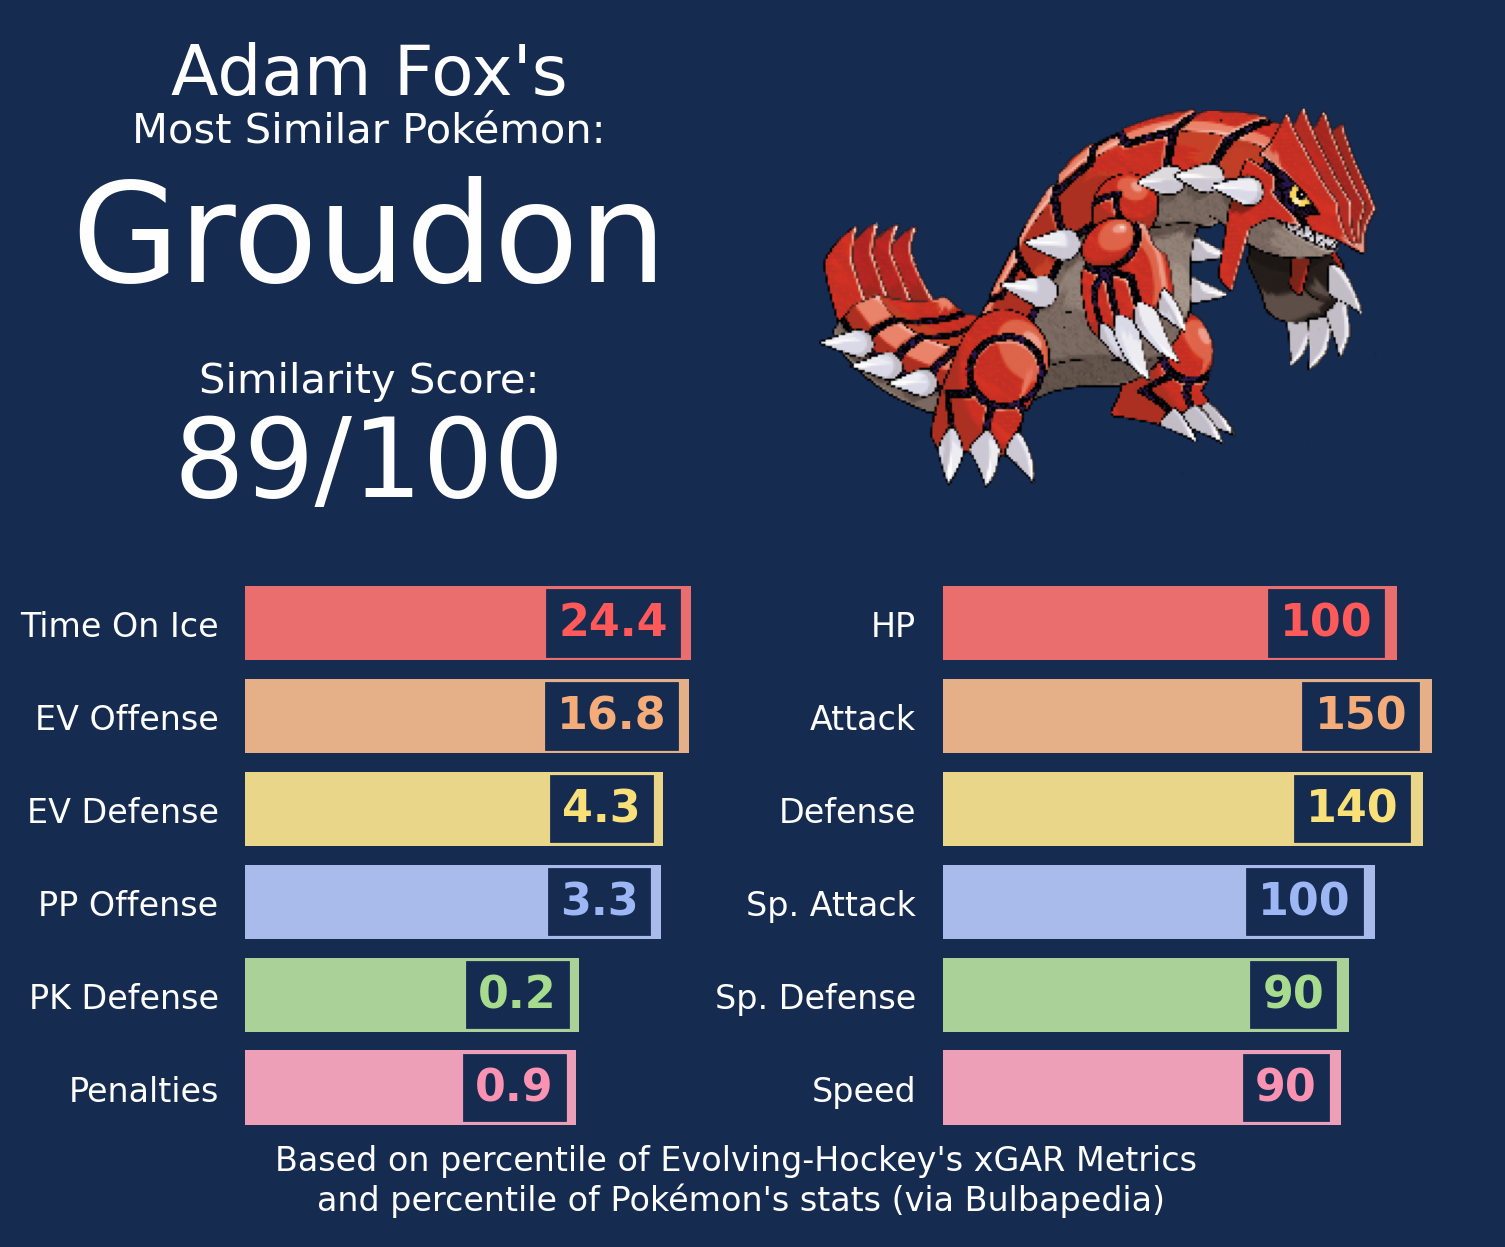 Adam Fox's
Most Similar Pokémon:
Groudon
Similarity Score:
89/100
Time On Ice 24.4
EV Offense 16.8
EV Defense 4.3
PP Offense 3.3
PK Defense 0.2
Penalties 0.9
HP 100
Attack 150
Defense 140
Sp. Attack 100
Sp. Defense 90
Speed 90
Based on percentile of Evolving-Hockey's xGAR Metrics
and percentile of Pokémon's stats (via Bulbapedia)